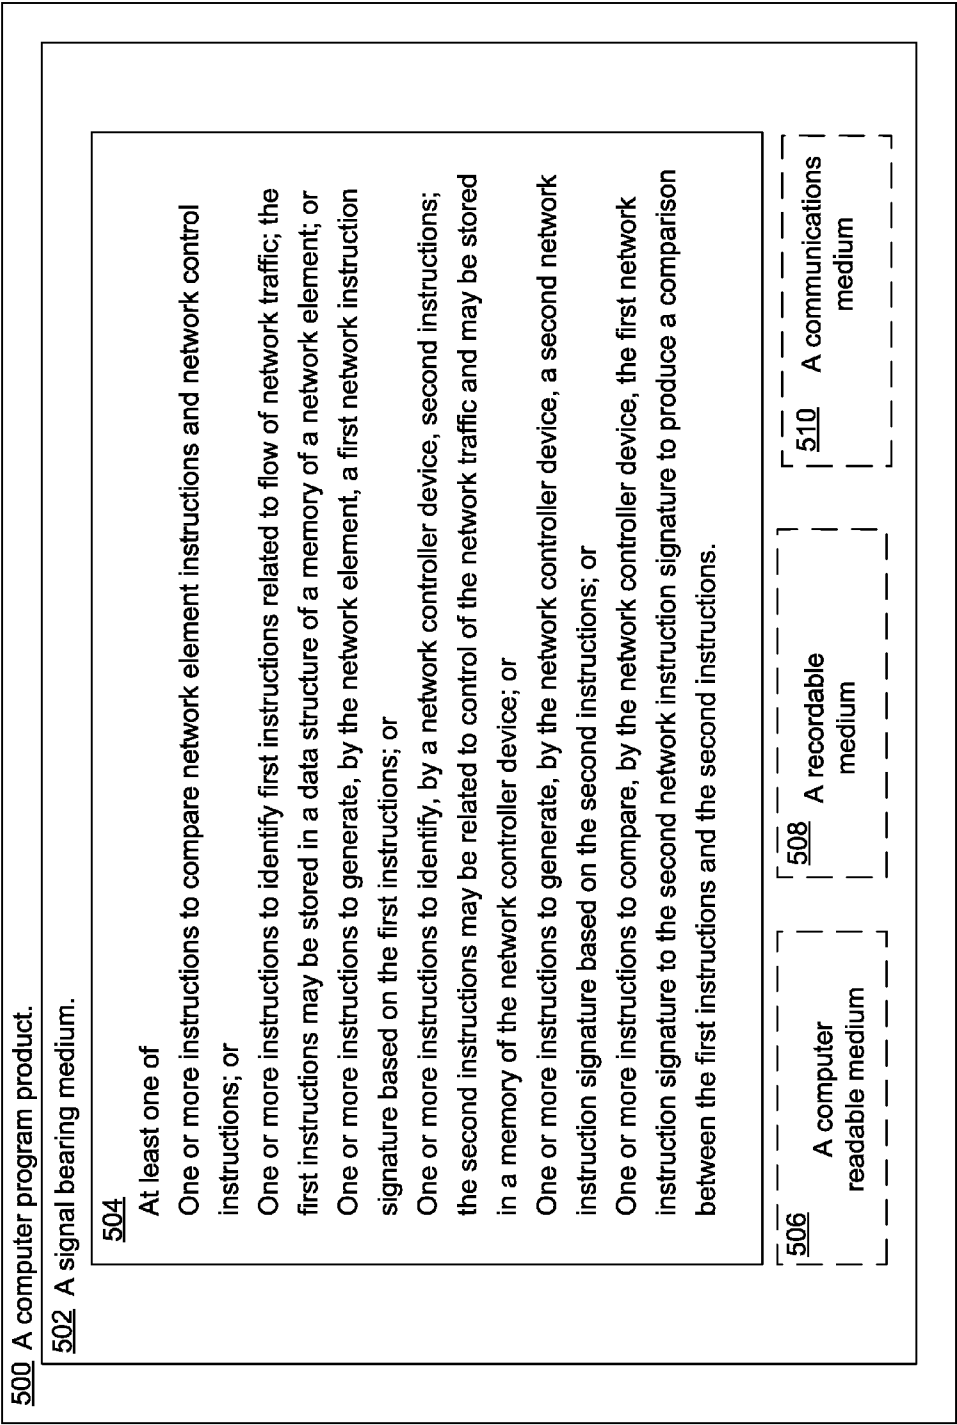 500 A computer program product.
502 A signal bearing medium.
504
At least one of
One or more instructions to compare network element instructions and network control
instructions; or
One or more instructions to identify first instructions related to flow of network traffic; the
first instructions may be stored in a data structure of a memory of a network element; or
One or more instructions to generate, by the network element, a first network instruction
signature based on the first instructions; or
One or more instructions to identify, by a network controller device, second instructions;
the second instructions may be related to control of the network traffic and may be stored
in a memory of the network controller device; or
One or more instructions to generate, by the network controller device, a second network
instruction signature based on the second instructions; or
One or more instructions to compare, by the network controller device, the first network
instruction signature to the second network instruction signature to produce a comparison
between the first instructions and the second instructions.
506
A computer
readable medium
508
A recordable
medium
510
A communications
medium